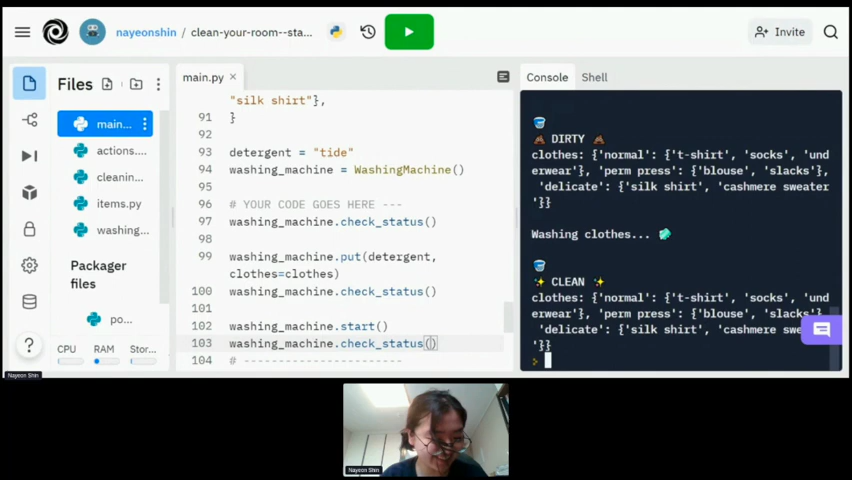 nayeonshin / clean-your-room--sta...
Invite
Files
main...
actions....
cleanin...
items.py
washing...
Packager
files
po...
CPU RAM Stor...
main.py ×
"silk shirt"},
91 }
92
93 detergent = "tide"
94 washing_machine = WashingMachine()
95
96 # YOUR CODE GOES HERE ---
97 washing_machine.check_status()
98
99 washing_machine.put(detergent,
clothes=clothes)
100 washing_machine.check_status()
101
102 washing_machine.start()
103 washing_machine.check_status()
104 # -----------------------
Console Shell
DIRTY
clothes: {'normal': {'t-shirt', 'socks', 'und
erwear'}, 'perm press': {'blouse', 'slacks'},
'delicate': {'silk shirt', 'cashmere sweater
'}}
Washing clothes...
CLEAN
clothes: {'normal': {'t-shirt', 'socks', 'und
erwear'}, 'perm press': {'blouse', 'slacks
'delicate': {'silk shirt', 'cashmere
'}}
>
Nayeon Shin
Nayeon Shin